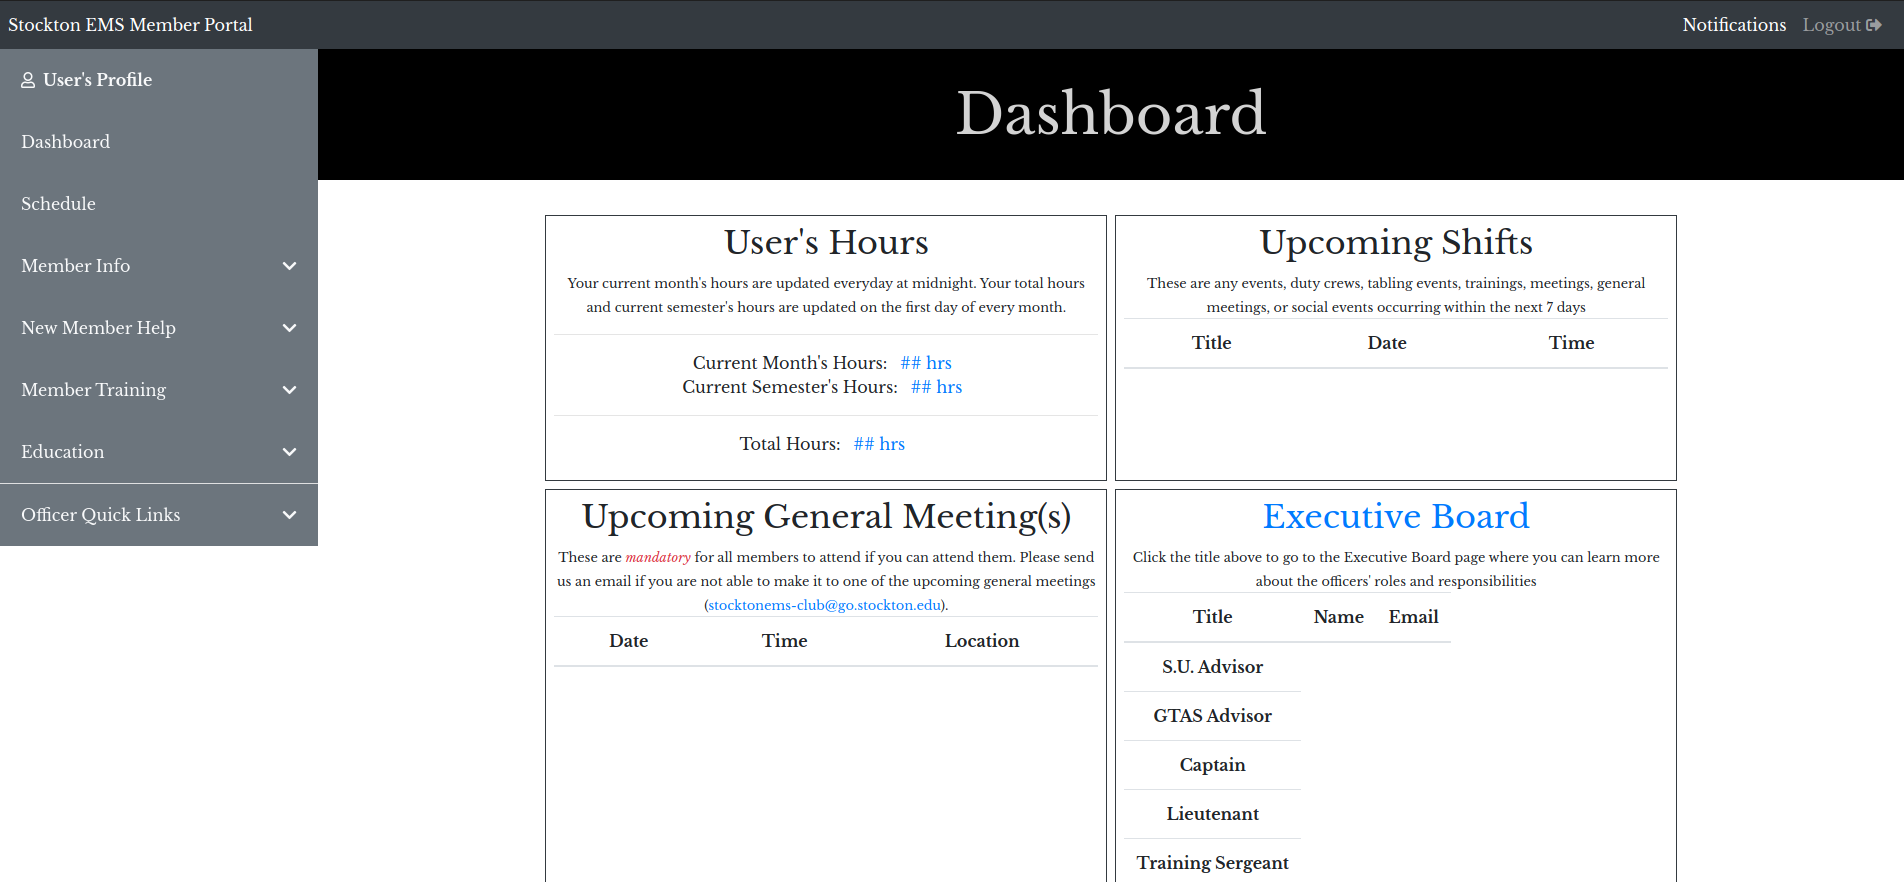 Stockton EMS Member Portal
Notifications
Logout
User's Profile
Dashboard
Schedule
Member Info
New Member Help
Member Training
Education
Officer Quick Links
Dashboard
User's Hours
Your current month's hours are updated everyday at midnight. Your total hours
and current semester's hours are updated on the first day of every month.
Current Month's Hours: ## hrs
Current Semester's Hours: ## hrs
Total Hours: ## hrs
Upcoming Shifts
These are any events, duty crews, tabling events, trainings, meetings, general
meetings, or social events occurring within the next 7 days
Title Date Time
Upcoming General Meeting(s)
These are mandatory for all members to attend if you can attend them. Please send
us an email if you are not able to make it to one of the upcoming general meetings
(stocktonems-club@go.stockton.edu).
Date Time Location
Executive Board
Click the title above to go to the Executive Board page where you can learn more
about the officers' roles and responsibilities
Title Name Email
S.U. Advisor
GTAS Advisor
Captain
Lieutenant
Training Sergeant